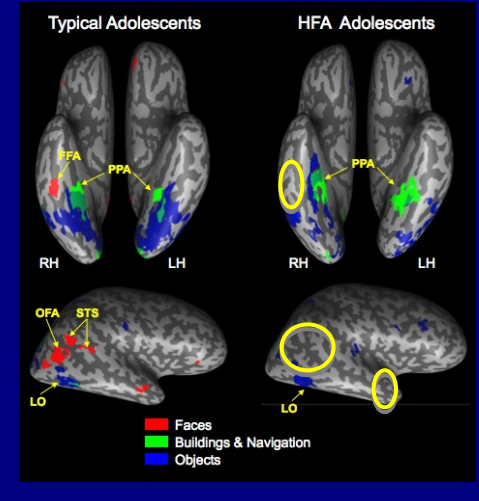 Typical Adolescents
HFA Adolescents
FFA
PPA
PPA
RH
LH
RH
LH
OFA
STS
LO
LO
Faces
Buildings & Navigation
Objects